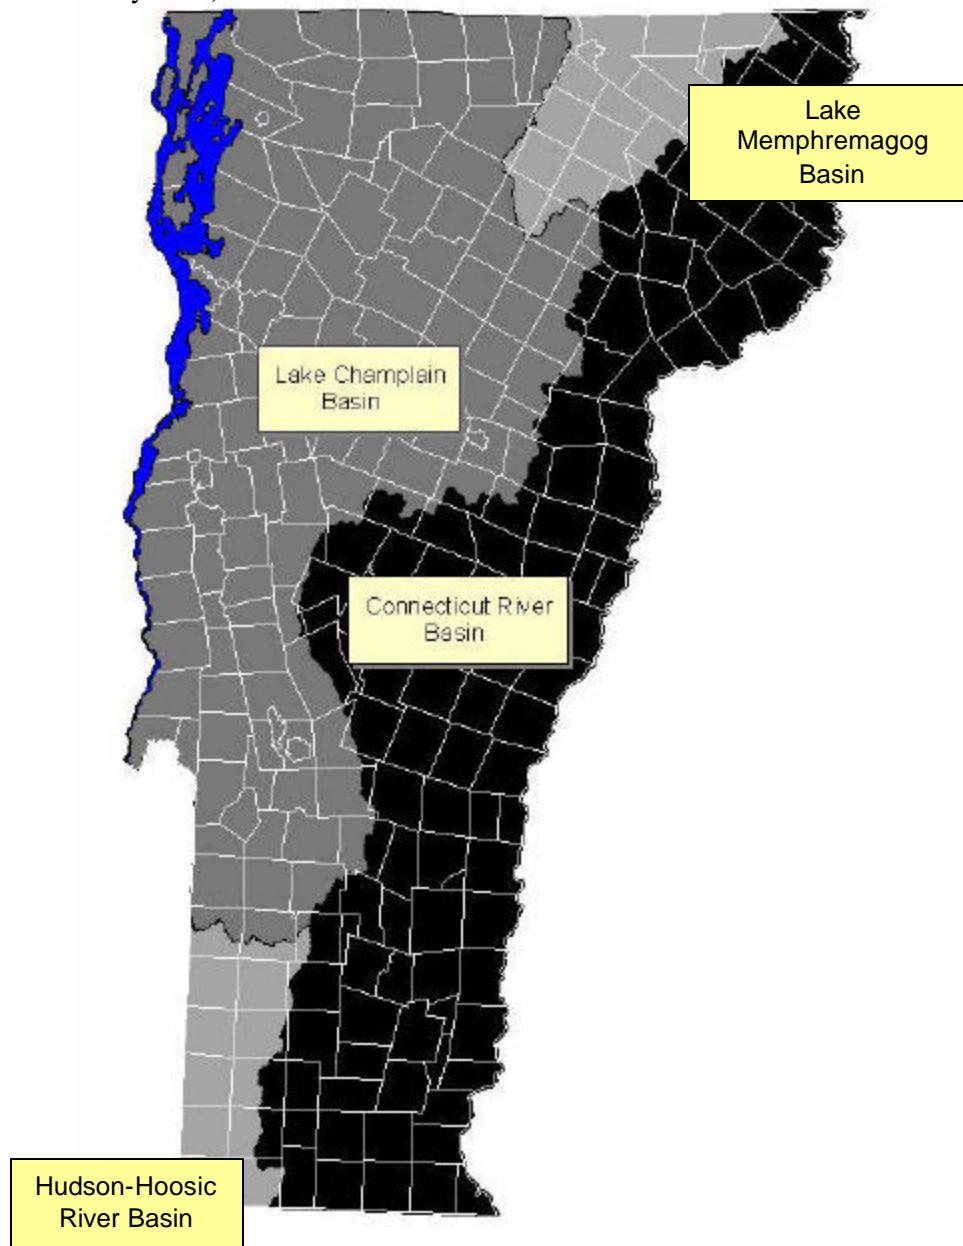 Lake
Memphremagog
Basin
Lake Champlain
Basin
Connecticut River
Basin
Hudson-Hoosic
River Basin